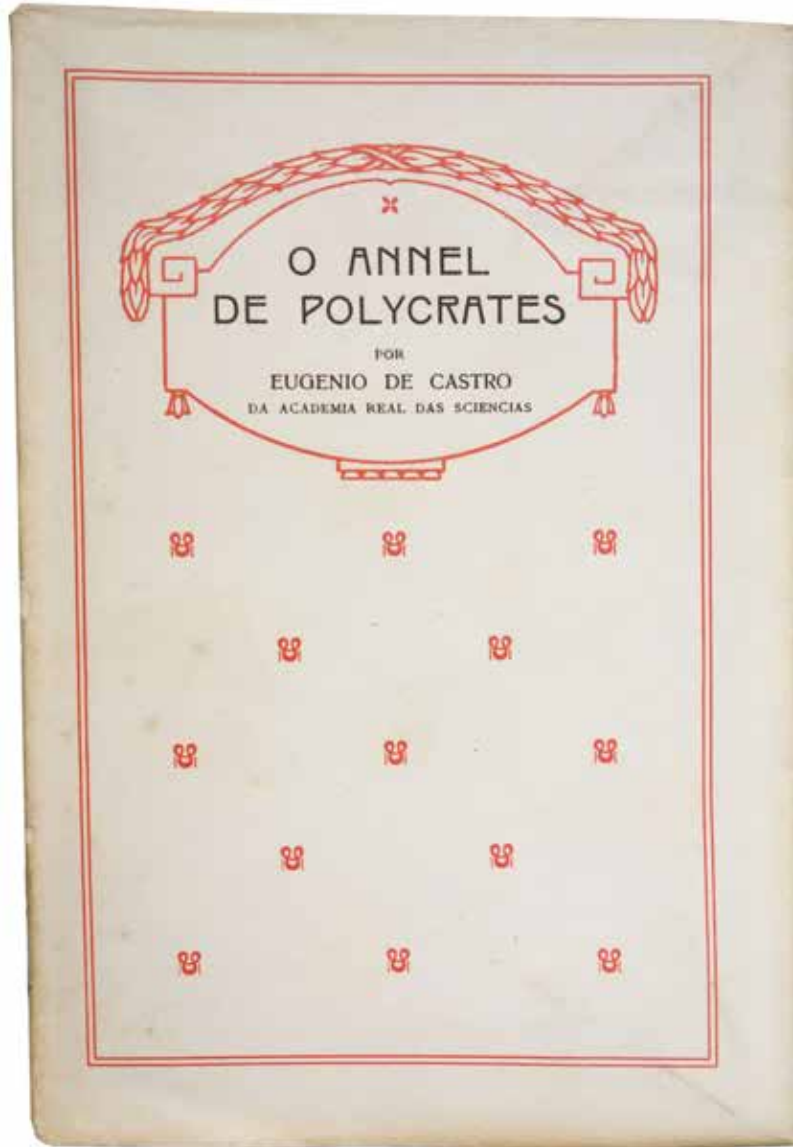 O ANNEL
DE POLYCRATES
POR
EUGENIO DE CASTRO
DA ACADEMIA REAL DAS SCIENCIAS